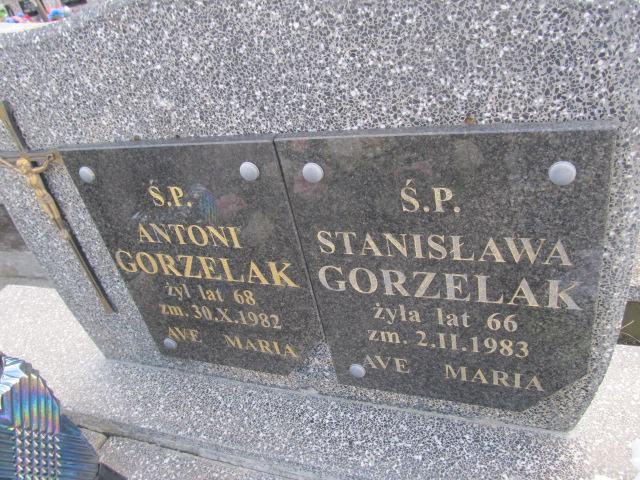 Ś.P.
ANTONI
GORZELAK
żył lat 68
zm. 30.X.1982
AVE MARIA
Ś.P.
STANISŁAWA
GORZELAK
żyła lat 66
zm. 2.II.1983
AVE MARIA